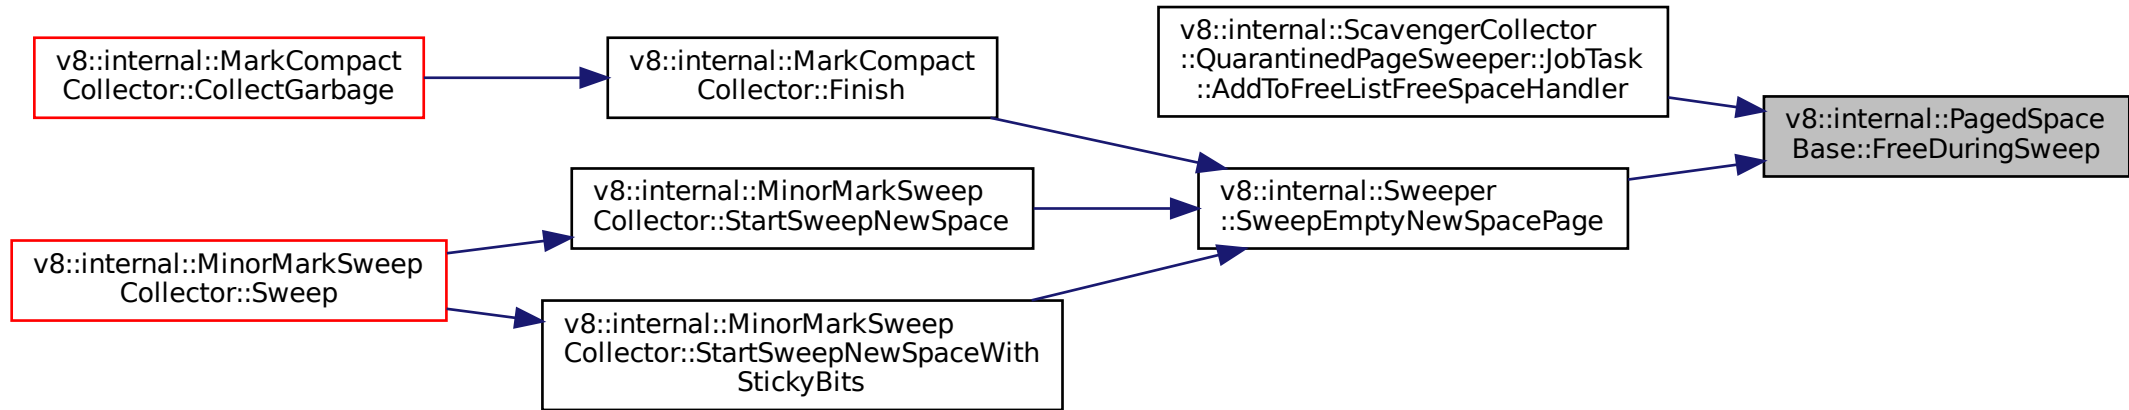 v8::internal::MarkCompact
Collector::CollectGarbage
v8::internal::MarkCompact
Collector::Finish
v8::internal::ScavengerCollector
::QuarantinedPageSweeper::JobTask
::AddToFreeListFreeSpaceHandler
v8::internal::PagedSpace
Base::FreeDuringSweep
v8::internal::MinorMarkSweep
Collector::StartSweepNewSpace
v8::internal::Sweeper
::SweepEmptyNewSpacePage
v8::internal::MinorMarkSweep
Collector::Sweep
v8::internal::MinorMarkSweep
Collector::StartSweepNewSpaceWith
StickyBits